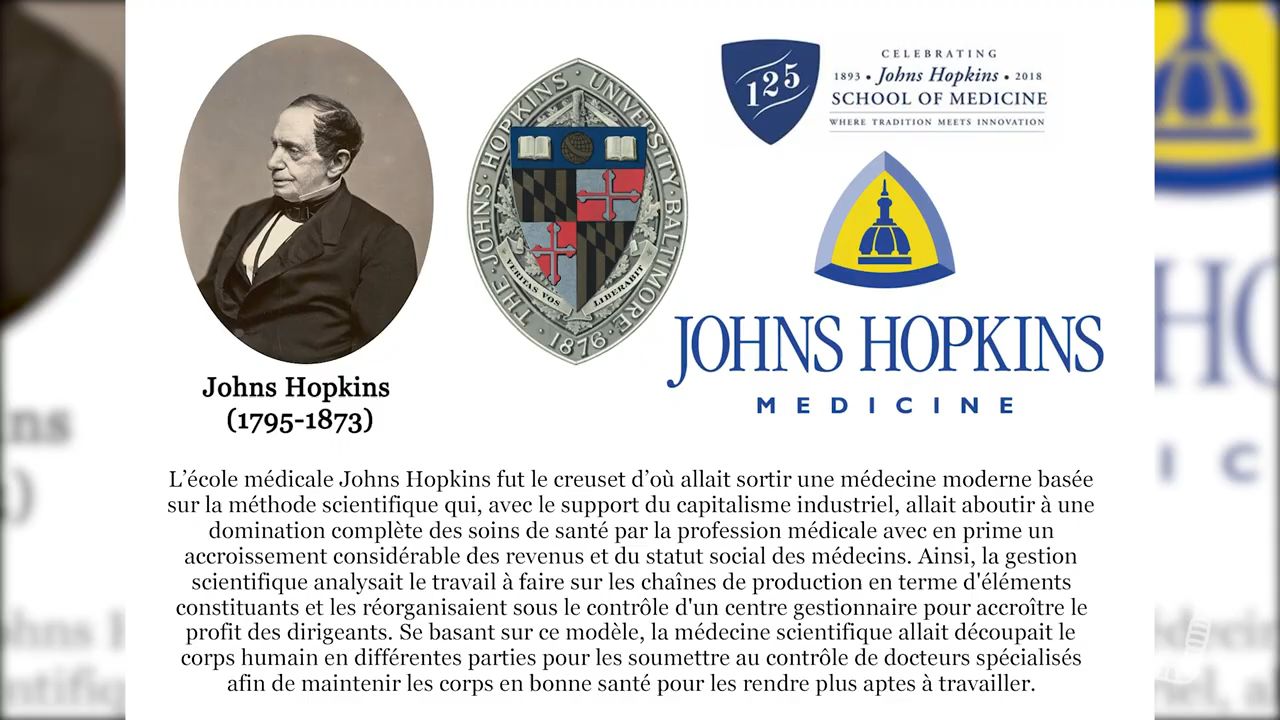 THE · JOHNS · HOPKINS · UNIVERSITY · BALTIMORE ·
VERITAS VOS LIBERABIT
· 1876 ·
125
CELEBRATING
1893 • Johns Hopkins • 2018
SCHOOL OF MEDICINE
WHERE TRADITION MEETS INNOVATION
JOHNS HOPKINS
MEDICINE
Johns Hopkins
(1795-1873)
L’école médicale Johns Hopkins fut le creuset d’où allait sortir une médecine moderne basée
sur la méthode scientifique qui, avec le support du capitalisme industriel, allait aboutir à une
domination complète des soins de santé par la profession médicale avec en prime un
accroissement considérable des revenus et du statut social des médecins. Ainsi, la gestion
scientifique analysait le travail à faire sur les chaînes de production en terme d'éléments
constituants et les réorganisaient sous le contrôle d'un centre gestionnaire pour accroître le
profit des dirigeants. Se basant sur ce modèle, la médecine scientifique allait découpait le
corps humain en différentes parties pour les soumettre au contrôle de docteurs spécialisés
afin de maintenir les corps en bonne santé pour les rendre plus aptes à travailler.